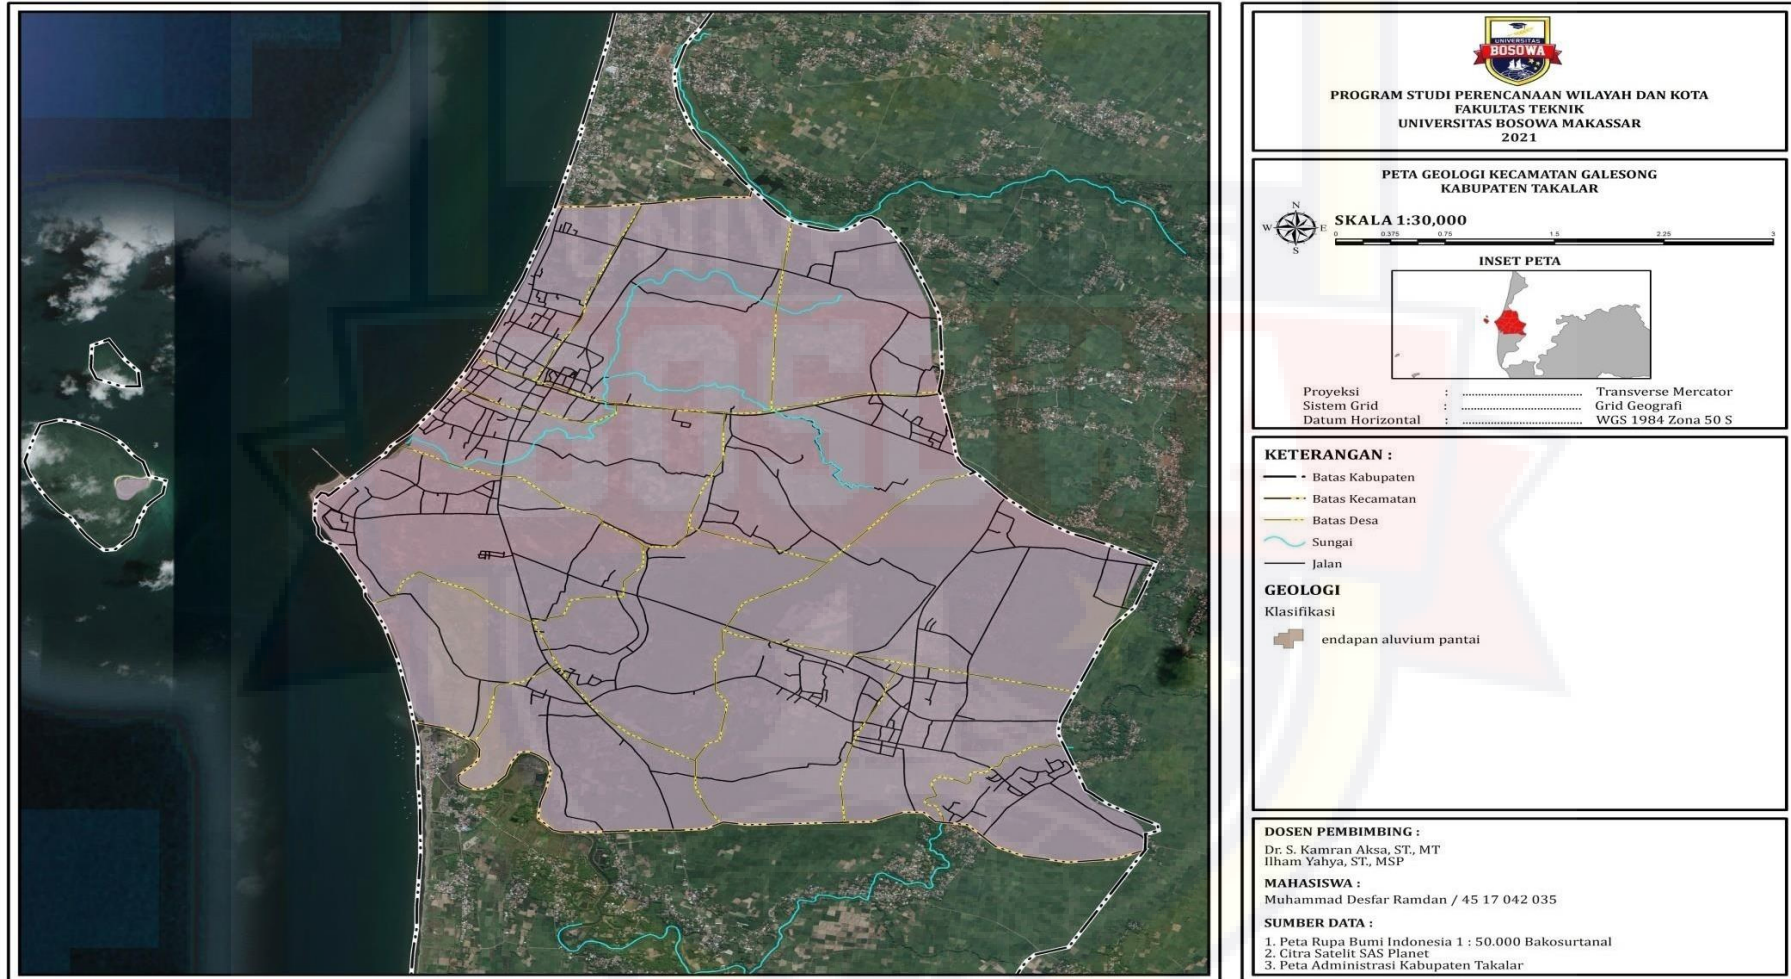 UNIVERSITAS
BOSOWA
PROGRAM STUDI PERENCANAAN WILAYAH DAN KOTA
FAKULTAS TEKNIK
UNIVERSITAS BOSOWA MAKASSAR
2021
PETA GEOLOGI KECAMATAN GALESONG
KABUPATEN TAKALAR
N
W E
S
SKALA 1:30,000
0 0.375 0.75 1.5 2.25 3
INSET PETA
Proyeksi : .............................. Transverse Mercator
Sistem Grid : .............................. Grid Geografi
Datum Horizontal : .............................. WGS 1984 Zona 50 S
KETERANGAN :
Batas Kabupaten
Batas Kecamatan
Batas Desa
Sungai
Jalan
GEOLOGI
Klasifikasi
endapan aluvium pantai
DOSEN PEMBIMBING :
Dr. S. Kamran Aksa, ST., MT
Ilham Yahya, ST., MSP
MAHASISWA :
Muhammad Desfar Ramdan / 45 17 042 035
SUMBER DATA :
1. Peta Rupa Bumi Indonesia 1 : 50.000 Bakosurtanal
2. Citra Satelit SAS Planet
3. Peta Administrasi Kabupaten Takalar